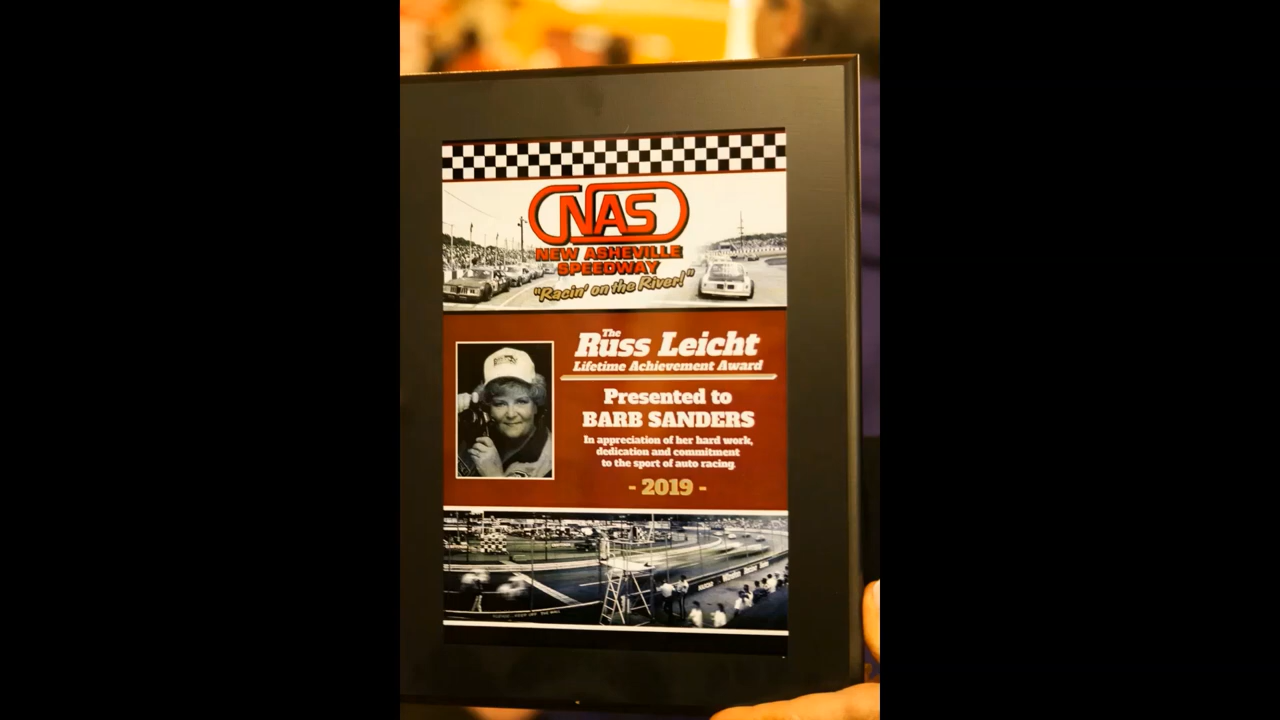 NAS
NEW ASHEVILLE
SPEEDWAY
"Racin' on the River!"
The
Russ Leicht
Lifetime Achievement Award
Presented to
BARB SANDERS
In appreciation of her hard work,
dedication and commitment
to the sport of auto racing.
- 2019 -